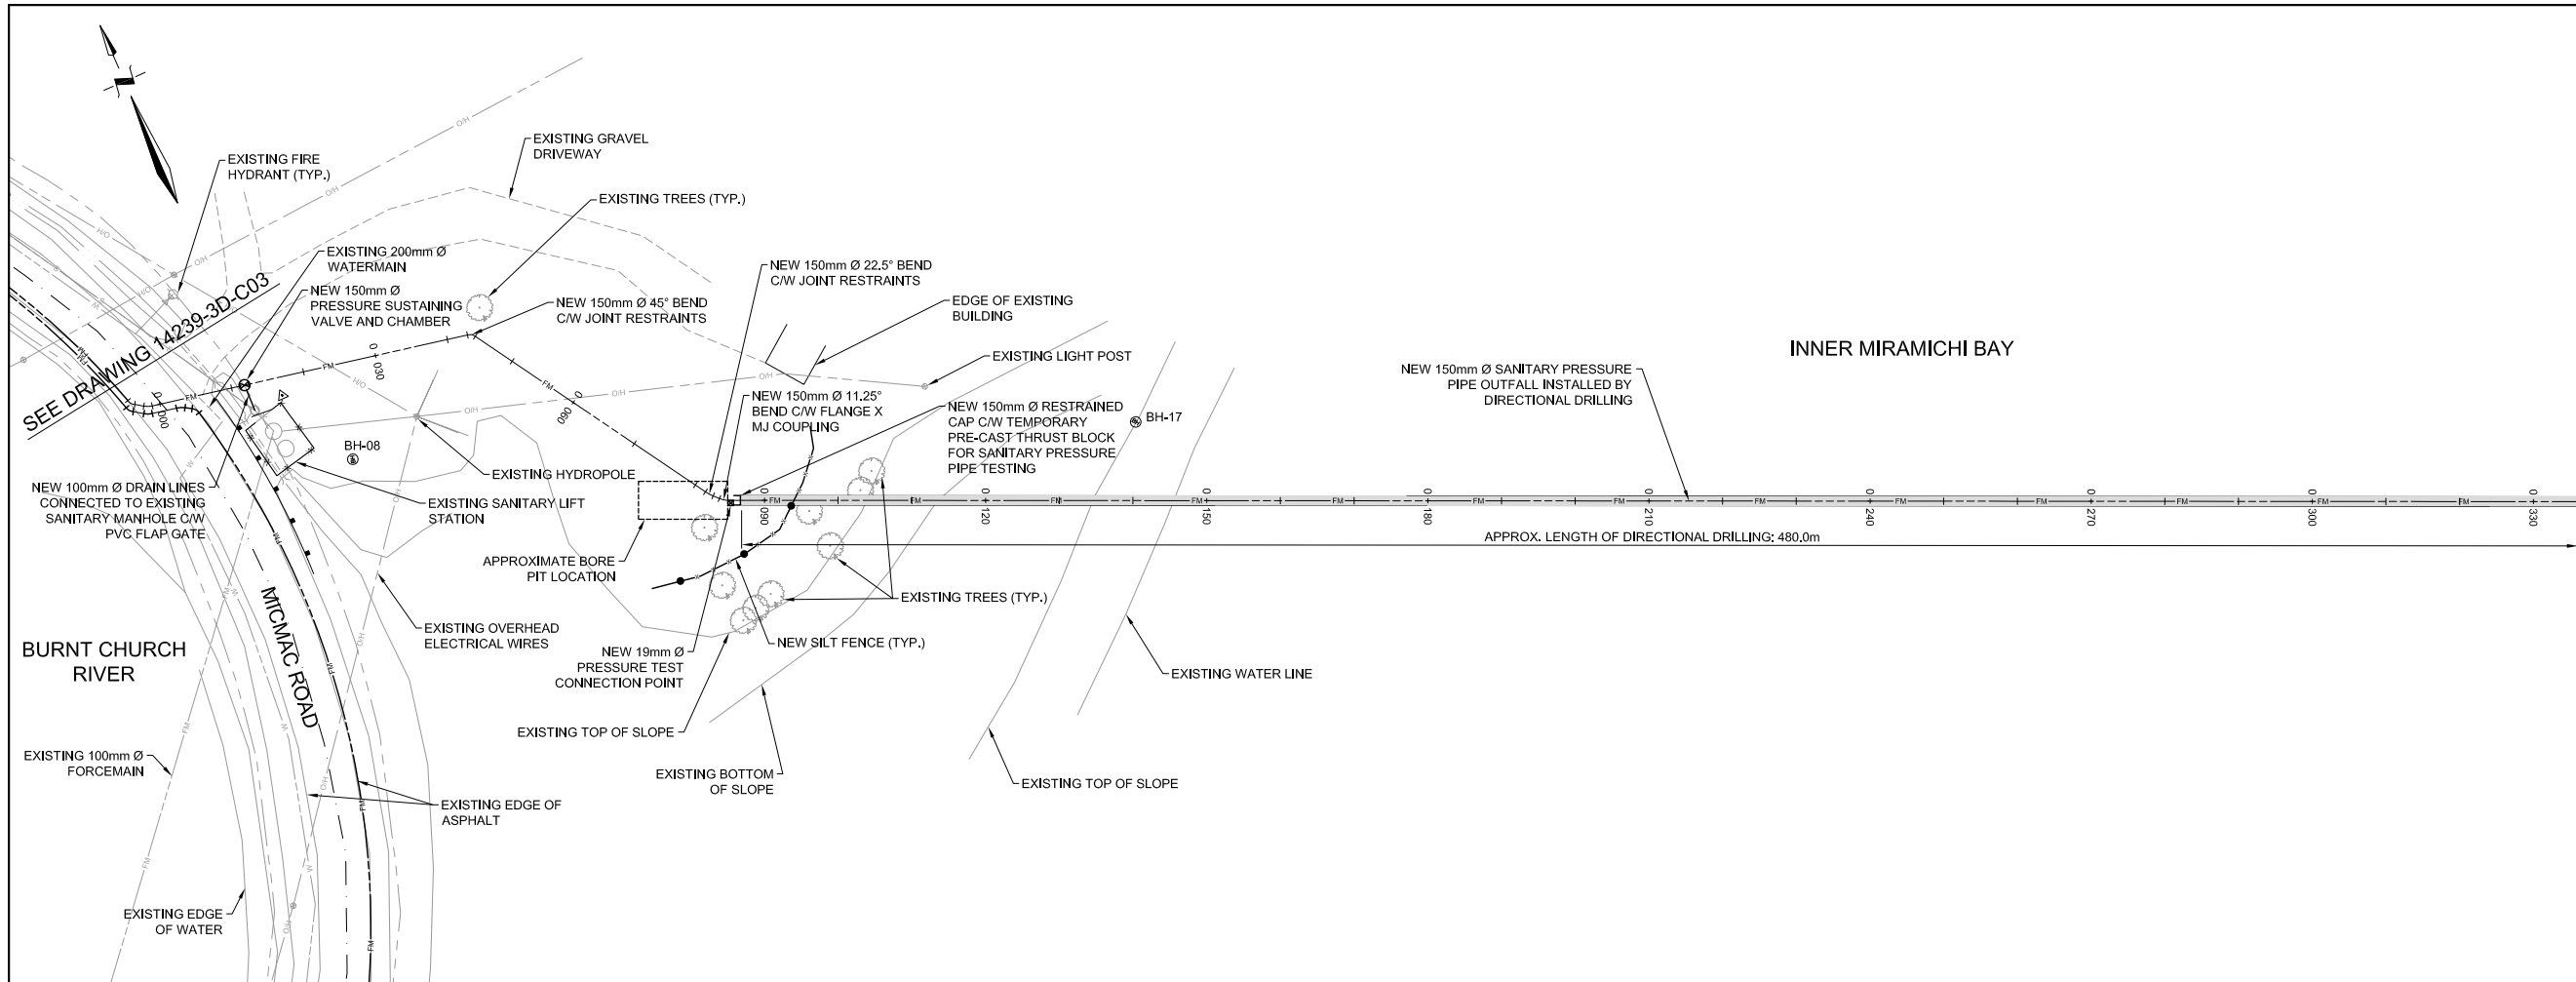 N
EXISTING FIRE
HYDRANT (TYP.)
EXISTING GRAVEL
DRIVEWAY
EXISTING TREES (TYP.)
EXISTING 200mm Ø
WATERMAIN
NEW 150mm Ø
PRESSURE SUSTAINING
VALVE AND CHAMBER
SEE DRAWING 14239-3D-C03
NEW 150mm Ø 45° BEND
C/W JOINT RESTRAINTS
NEW 150mm Ø 22.5° BEND
C/W JOINT RESTRAINTS
EDGE OF EXISTING
BUILDING
EXISTING LIGHT POST
NEW 150mm Ø 11.25°
BEND C/W FLANGE X
MJ COUPLING
NEW 150mm Ø RESTRAINED
CAP C/W TEMPORARY
PRE-CAST THRUST BLOCK
FOR SANITARY PRESSURE
PIPE TESTING
BH-17
INNER MIRAMICHI BAY
NEW 150mm Ø SANITARY PRESSURE
PIPE OUTFALL INSTALLED BY
DIRECTIONAL DRILLING
0 000
0 030
0 060
BH-08
EXISTING HYDROPOLE
NEW 100mm Ø DRAIN LINES
CONNECTED TO EXISTING
SANITARY MANHOLE C/W
PVC FLAP GATE
EXISTING SANITARY LIFT
STATION
0 090
0 120
0 150
0 180
0 210
0 240
0 270
0 300
0 330
FM
O/H
W
APPROX. LENGTH OF DIRECTIONAL DRILLING: 480.0m
APPROXIMATE BORE
PIT LOCATION
EXISTING TREES (TYP.)
MICMAC ROAD
BURNT CHURCH
RIVER
EXISTING OVERHEAD
ELECTRICAL WIRES
NEW SILT FENCE (TYP.)
NEW 19mm Ø
PRESSURE TEST
CONNECTION POINT
EXISTING WATER LINE
EXISTING TOP OF SLOPE
EXISTING 100mm Ø
FORCEMAIN
EXISTING BOTTOM
OF SLOPE
EXISTING TOP OF SLOPE
EXISTING EDGE OF
ASPHALT
EXISTING EDGE
OF WATER